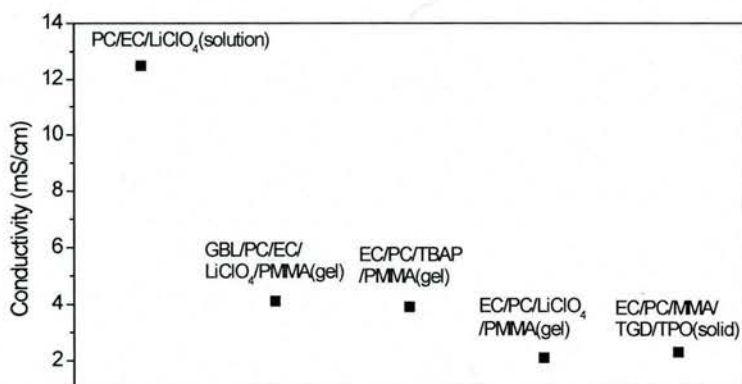 14
12
10
8
6
4
2
Conductivity (mS/cm)
PC/EC/LiClO₄(solution)
GBL/PC/EC/
LiClO₄/PMMA(gel)
EC/PC/TBAP
/PMMA(gel)
EC/PC/LiClO₄
/PMMA(gel)
EC/PC/MMA/
TGD/TPO(solid)